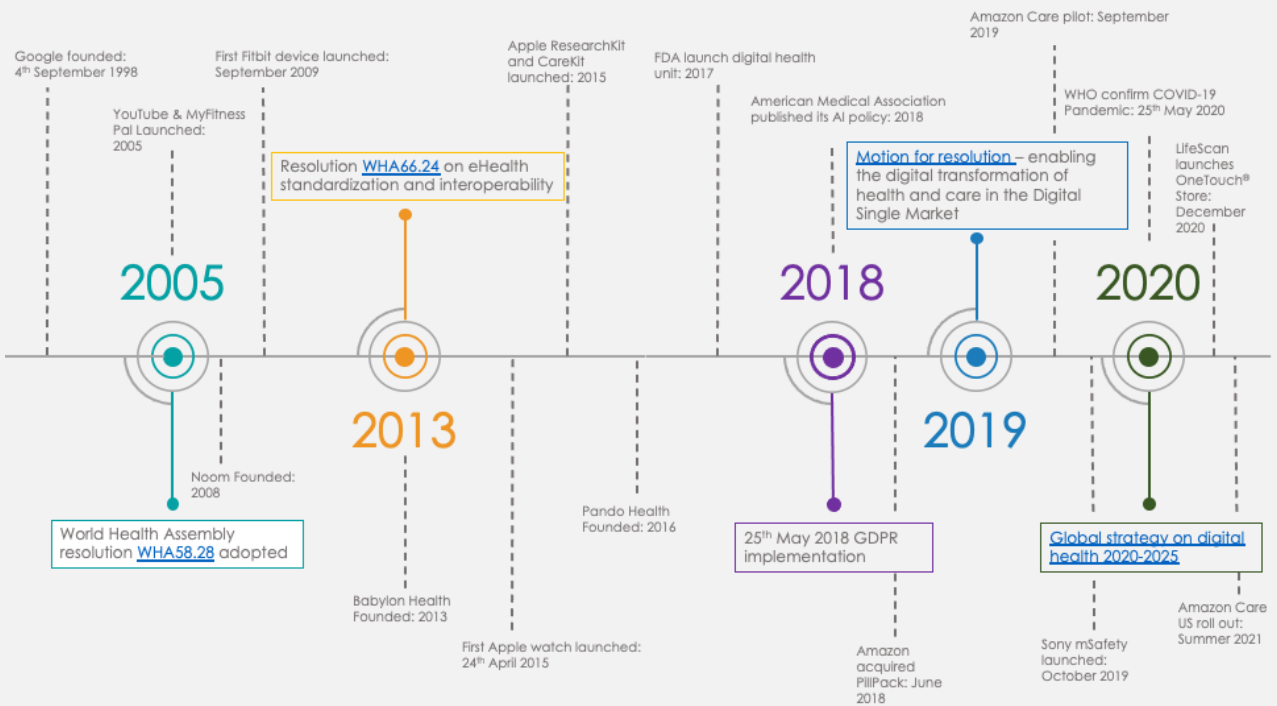 Google founded:
4th September 1998
YouTube & MyFitness
Pal Launched:
2005
First Fitbit device launched:
September 2009
Resolution WHA66.24 on eHealth
standardization and interoperability
Apple ResearchKit
and CareKit
launched: 2015
FDA launch digital health
unit: 2017
American Medical Association
published its AI policy: 2018
Amazon Care pilot: September
2019
Motion for resolution – enabling
the digital transformation of
health and care in the Digital
Single Market
WHO confirm COVID-19
Pandemic: 25th May 2020
LifeScan
launches
OneTouch®
Store:
December
2020
2005
2018
2020
2013
2019
Noom Founded:
2008
World Health Assembly
resolution WHA58.28 adopted
Babylon Health
Founded: 2013
First Apple watch launched:
24th April 2015
Pando Health
Founded: 2016
25th May 2018 GDPR
implementation
Amazon
acquired
PillPack: June
2018
Global strategy on digital
health 2020-2025
Sony mSafety
launched:
October 2019
Amazon Care
US roll out:
Summer 2021